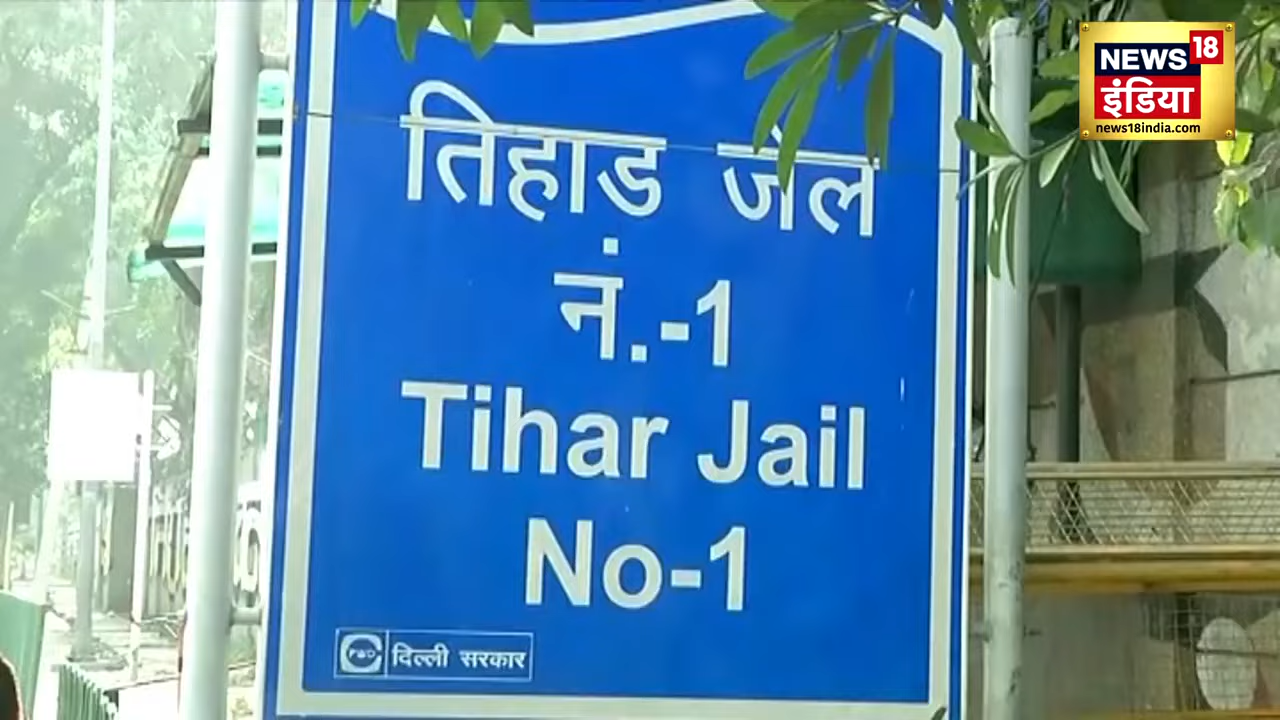 NEWS 18
इंडिया
news18india.com
तिहाड जेल
नं.-1
Tihar Jail
No-1
PWD दिल्ली सरकार